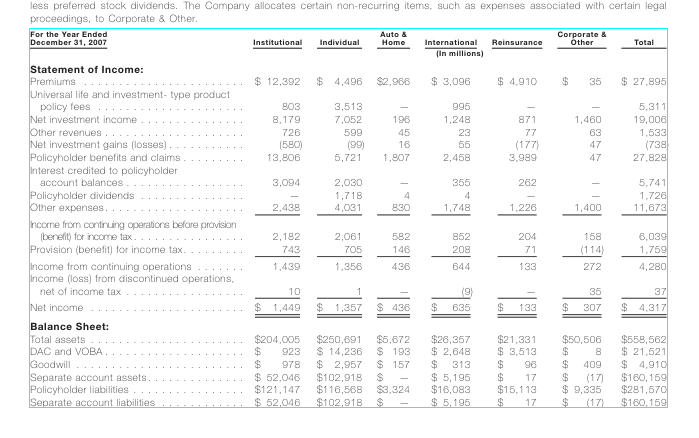 less preferred stock dividends. The Company allocates certain non-recurring items, such as expenses associated with certain legal
proceedings, to Corporate & Other.
For the Year Ended December 31, 2007 Institutional Individual Auto & Home International Reinsurance Corporate & Other Total
(In millions)
Statement of Income:
Premiums . . . . . . . . . . . . . . . . . . . . . . $ 12,392 $ 4,496 $2,966 $ 3,096 $ 4,910 $ 35 $ 27,895
Universal life and investment- type product
policy fees . . . . . . . . . . . . . . . . . . . . 803 3,513 — 995 — — 5,311
Net investment income . . . . . . . . . . . . . . . 8,179 7,052 196 1,248 871 1,460 19,006
Other revenues . . . . . . . . . . . . . . . . . . . 726 599 45 23 77 63 1,533
Net investment gains (losses) . . . . . . . . . . . . (580) (99) 16 55 (177) 47 (738
Policyholder benefits and claims . . . . . . . . . . . 13,806 5,721 1,807 2,458 3,989 47 27,828
Interest credited to policyholder
account balances . . . . . . . . . . . . . . . . . 3,094 2,030 — 355 262 — 5,741
Policyholder dividends . . . . . . . . . . . . . . . . — 1,718 4 4 — — 1,726
Other expenses . . . . . . . . . . . . . . . . . . . 2,438 4,031 830 1,748 1,226 1,400 11,673
Income from continuing operations before provision
(benefit) for income tax . . . . . . . . . . . . . . . 2,182 2,061 582 852 204 158 6,039
Provision (benefit) for income tax . . . . . . . . . . 743 705 146 208 71 (114) 1,759
Income from continuing operations . . . . . . . 1,439 1,356 436 644 133 272 4,280
Income (loss) from discontinued operations,
net of income tax . . . . . . . . . . . . . . . . . 10 1 — (9) — 35 37
Net income . . . . . . . . . . . . . . . . . . . . . $ 1,449 $ 1,357 $ 436 $ 635 $ 133 $ 307 $ 4,317
Balance Sheet:
Total assets . . . . . . . . . . . . . . . . . . . . . $204,005 $250,691 $5,672 $26,357 $21,331 $50,506 $558,562
DAC and VOBA . . . . . . . . . . . . . . . . . . . $ 923 $ 14,236 $ 193 $ 2,648 $ 3,513 $ 8 $ 21,521
Goodwill . . . . . . . . . . . . . . . . . . . . . . $ 978 $ 2,957 $ 157 $ 313 $ 96 $ 409 $ 4,910
Separate account assets . . . . . . . . . . . . . . $ 52,046 $102,918 $ — $ 5,195 $ 17 $ (17) $160,159
Policyholder liabilities . . . . . . . . . . . . . . . . $121,147 $116,568 $3,324 $16,083 $15,113 $ 9,335 $281,570
Separate account liabilities . . . . . . . . . . . . . $ 52,046 $102,918 $ — $ 5,195 $ 17 $ (17) $160,159